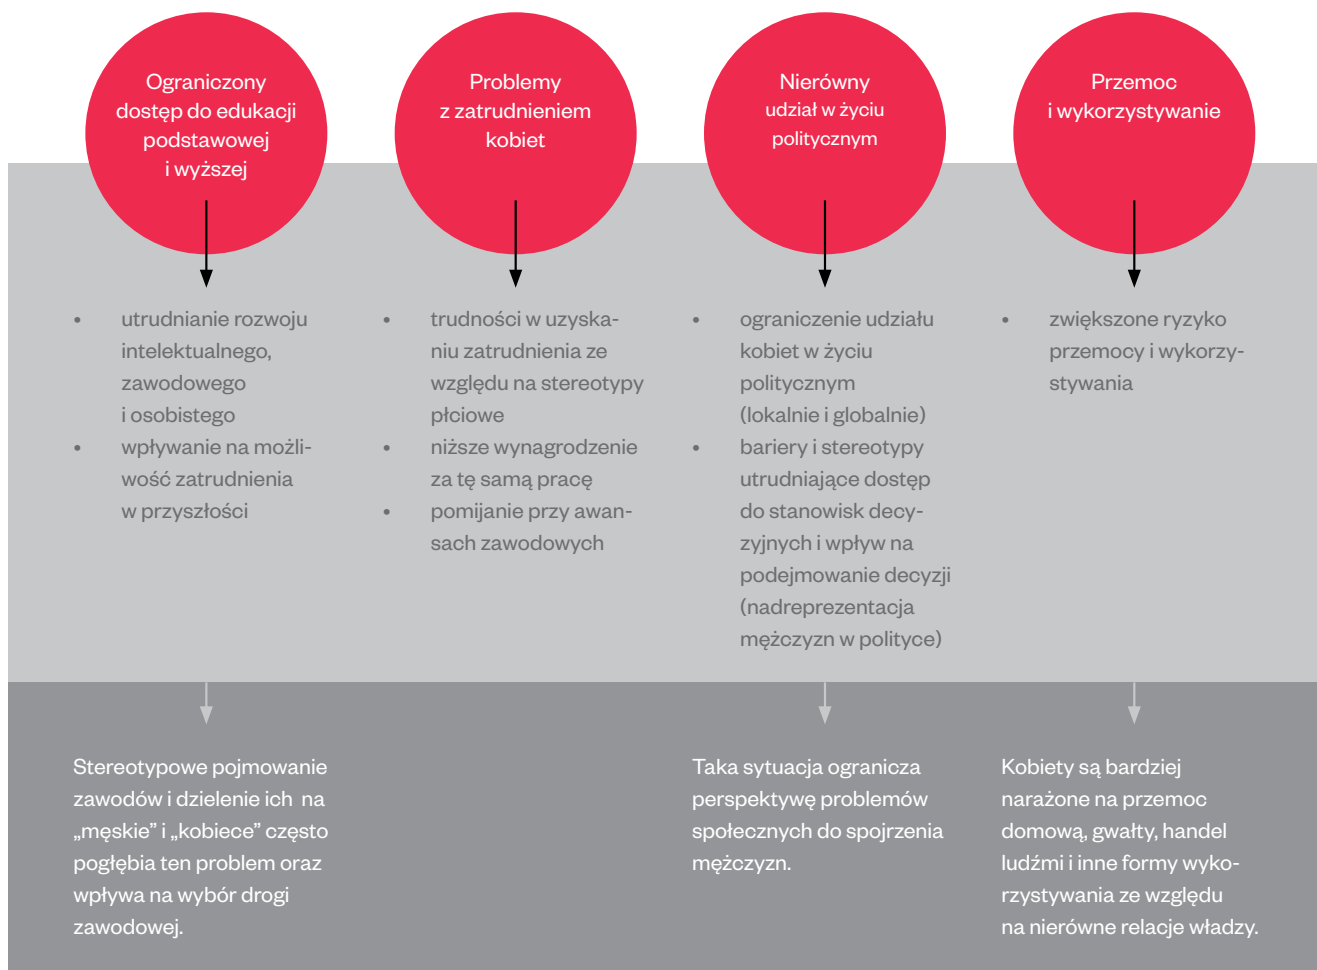 Ograniczony
dostęp do edukacji
podstawowej
i wyższej
Problemy
z zatrudnieniem
kobiet
Nierówny
udział w życiu
politycznym
Przemoc
i wykorzystywanie
• utrudnianie rozwoju
intelektualnego,
zawodowego
i osobistego
• wpływanie na możli-
wość zatrudnienia
w przyszłości
• trudności w uzyska-
niu zatrudnienia ze
względu na stereotypy
płciowe
• niższe wynagrodzenie
za tę samą pracę
• pomijanie przy awan-
sach zawodowych
• ograniczenie udziału
kobiet w życiu
politycznym
(lokalnie i globalnie)
• bariery i stereotypy
utrudniające dostęp
do stanowisk decy-
zyjnych i wpływ na
podejmowanie decyzji
(nadreprezentacja
mężczyzn w polityce)
• zwiększone ryzyko
przemocy i wykorzy-
stywania
Stereotypowe pojmowanie
zawodów i dzielenie ich na
„męskie” i „kobiece” często
pogłębia ten problem oraz
wpływa na wybór drogi
zawodowej.
Taka sytuacja ogranicza
perspektywę problemów
społecznych do spojrzenia
mężczyzn.
Kobiety są bardziej
narażone na przemoc
domową, gwałty, handel
ludźmi i inne formy wyko-
rzystywania ze względu
na nierówne relacje władzy.